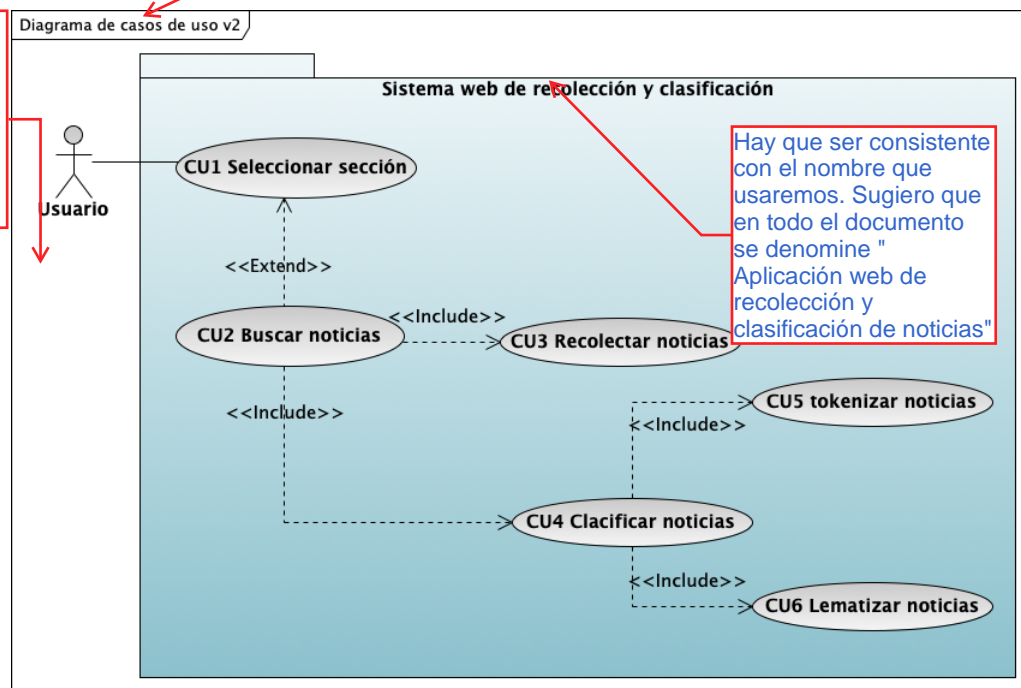 Diagrama de casos de uso v2
Sistema web de recolección y clasificación
Hay que ser consistente
con el nombre que
usaremos. Sugiero que
en todo el documento
se denomine "
Aplicación web de
recolección y
clasificación de noticias"
CU1 Seleccionar sección
Usuario
<<Extend>>
CU2 Buscar noticias
<<Include>>
CU3 Recolectar noticias
<<Include>>
CU5 tokenizar noticias
<<Include>>
CU4 Clacificar noticias
<<Include>>
CU6 Lematizar noticias